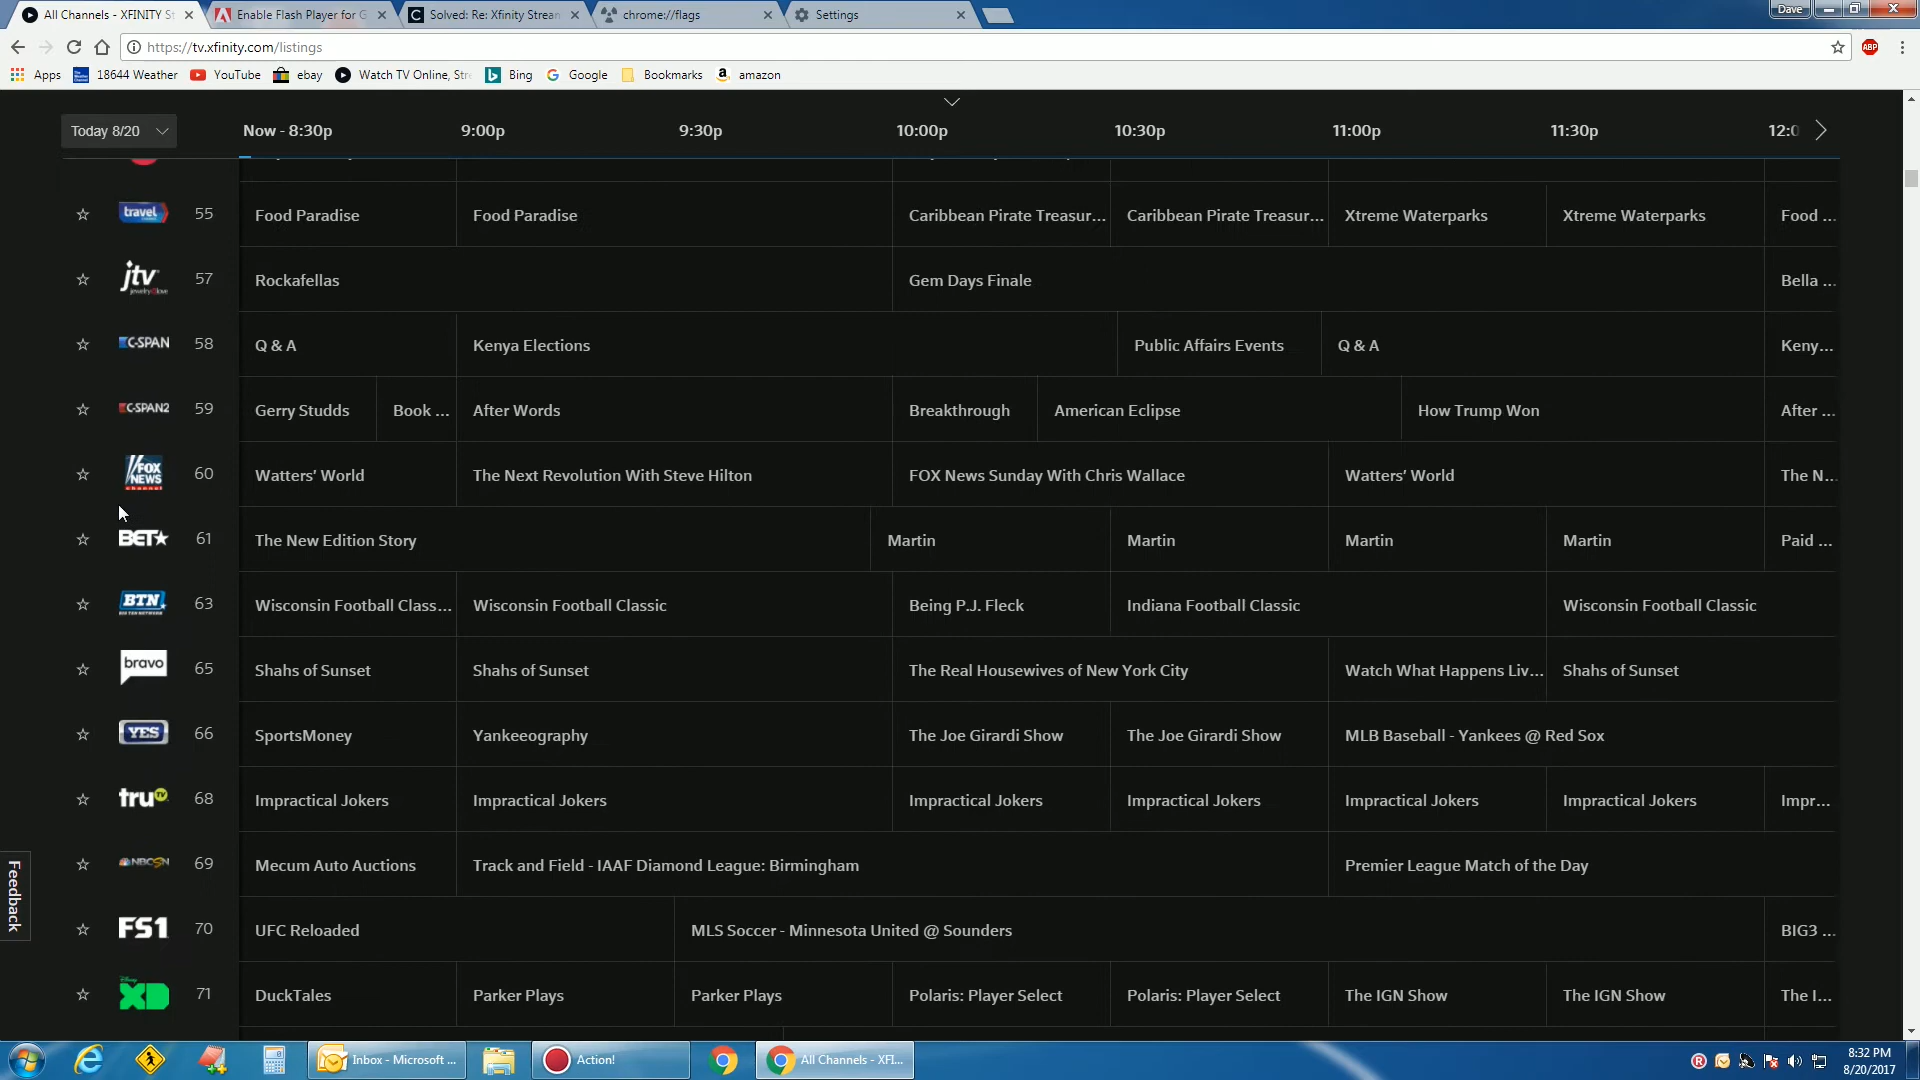 All Channels - XFINITY St
Enable Flash Player for G
Solved: Re: Xfinity Stream
chrome://flags
Settings
Dave
https://tv.xfinity.com/listings
ABP
Apps
18644 Weather
YouTube
ebay
Watch TV Online, Str
Bing
Google
Bookmarks
amazon
Today 8/20
Now - 8:30p
9:00p
9:30p
10:00p
10:30p
11:00p
11:30p
12:0
travel 55 Food Paradise Food Paradise Caribbean Pirate Treasur... Caribbean Pirate Treasur... Xtreme Waterparks Xtreme Waterparks Food ...
jtv jewelry love 57 Rockafellas Gem Days Finale Bella ...
C-SPAN 58 Q & A Kenya Elections Public Affairs Events Q & A Keny...
C-SPAN2 59 Gerry Studds Book ... After Words Breakthrough American Eclipse How Trump Won After ...
FOX NEWS channel 60 Watters' World The Next Revolution With Steve Hilton FOX News Sunday With Chris Wallace Watters' World The N...
BET 61 The New Edition Story Martin Martin Martin Martin Paid ...
BTN BIG TEN NETWORK 63 Wisconsin Football Class... Wisconsin Football Classic Being P.J. Fleck Indiana Football Classic Wisconsin Football Classic
bravo 65 Shahs of Sunset Shahs of Sunset The Real Housewives of New York City Watch What Happens Liv... Shahs of Sunset
YES 66 SportsMoney Yankeeography The Joe Girardi Show The Joe Girardi Show MLB Baseball - Yankees @ Red Sox
truTV 68 Impractical Jokers Impractical Jokers Impractical Jokers Impractical Jokers Impractical Jokers Impractical Jokers Impr...
NBCSN 69 Mecum Auto Auctions Track and Field - IAAF Diamond League: Birmingham Premier League Match of the Day
FS1 70 UFC Reloaded MLS Soccer - Minnesota United @ Sounders BIG3 ...
XD 71 DuckTales Parker Plays Parker Plays Polaris: Player Select Polaris: Player Select The IGN Show The IGN Show The I...
Feedback
Inbox - Microsoft ...
Action!
All Channels - XFI...
8:32 PM
8/20/2017